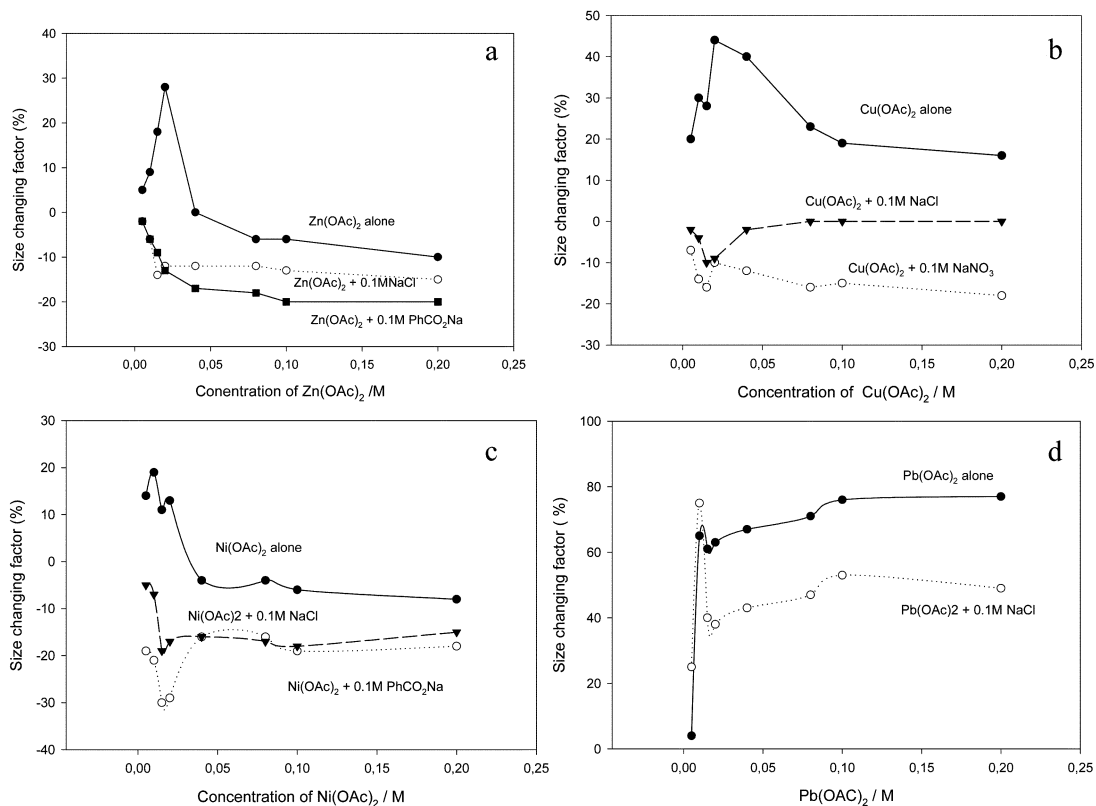 a
Size changing factor (%)
40
30
20
10
0
-10
-20
-30
Zn(OAc)₂ alone
Zn(OAc)₂ + 0.1MNaCl
Zn(OAc)₂ + 0.1M PhCO₂Na
0,00 0,05 0,10 0,15 0,20 0,25
Conentration of Zn(OAc)₂ /M
b
Size changing factor (%)
50
40
30
20
10
0
-10
-20
-30
Cu(OAc)₂ alone
Cu(OAc)₂ + 0.1M NaCl
Cu(OAc)₂ + 0.1M NaNO₃
0,00 0,05 0,10 0,15 0,20 0,25
Concentration of Cu(OAc)₂ / M
c
Size changing factor (%)
30
20
10
0
-10
-20
-30
-40
Ni(OAc)₂ alone
Ni(OAc)2 + 0.1M NaCl
Ni(OAc)₂ + 0.1M PhCO₂Na
0,00 0,05 0,10 0,15 0,20 0,25
Concentration of Ni(OAc)₂ / M
d
Size changing factor ( %)
100
80
60
40
20
0
Pb(OAc)₂ alone
Pb(OAc)2 + 0.1M NaCl
0,00 0,05 0,10 0,15 0,20 0,25
Pb(OAC)₂ / M